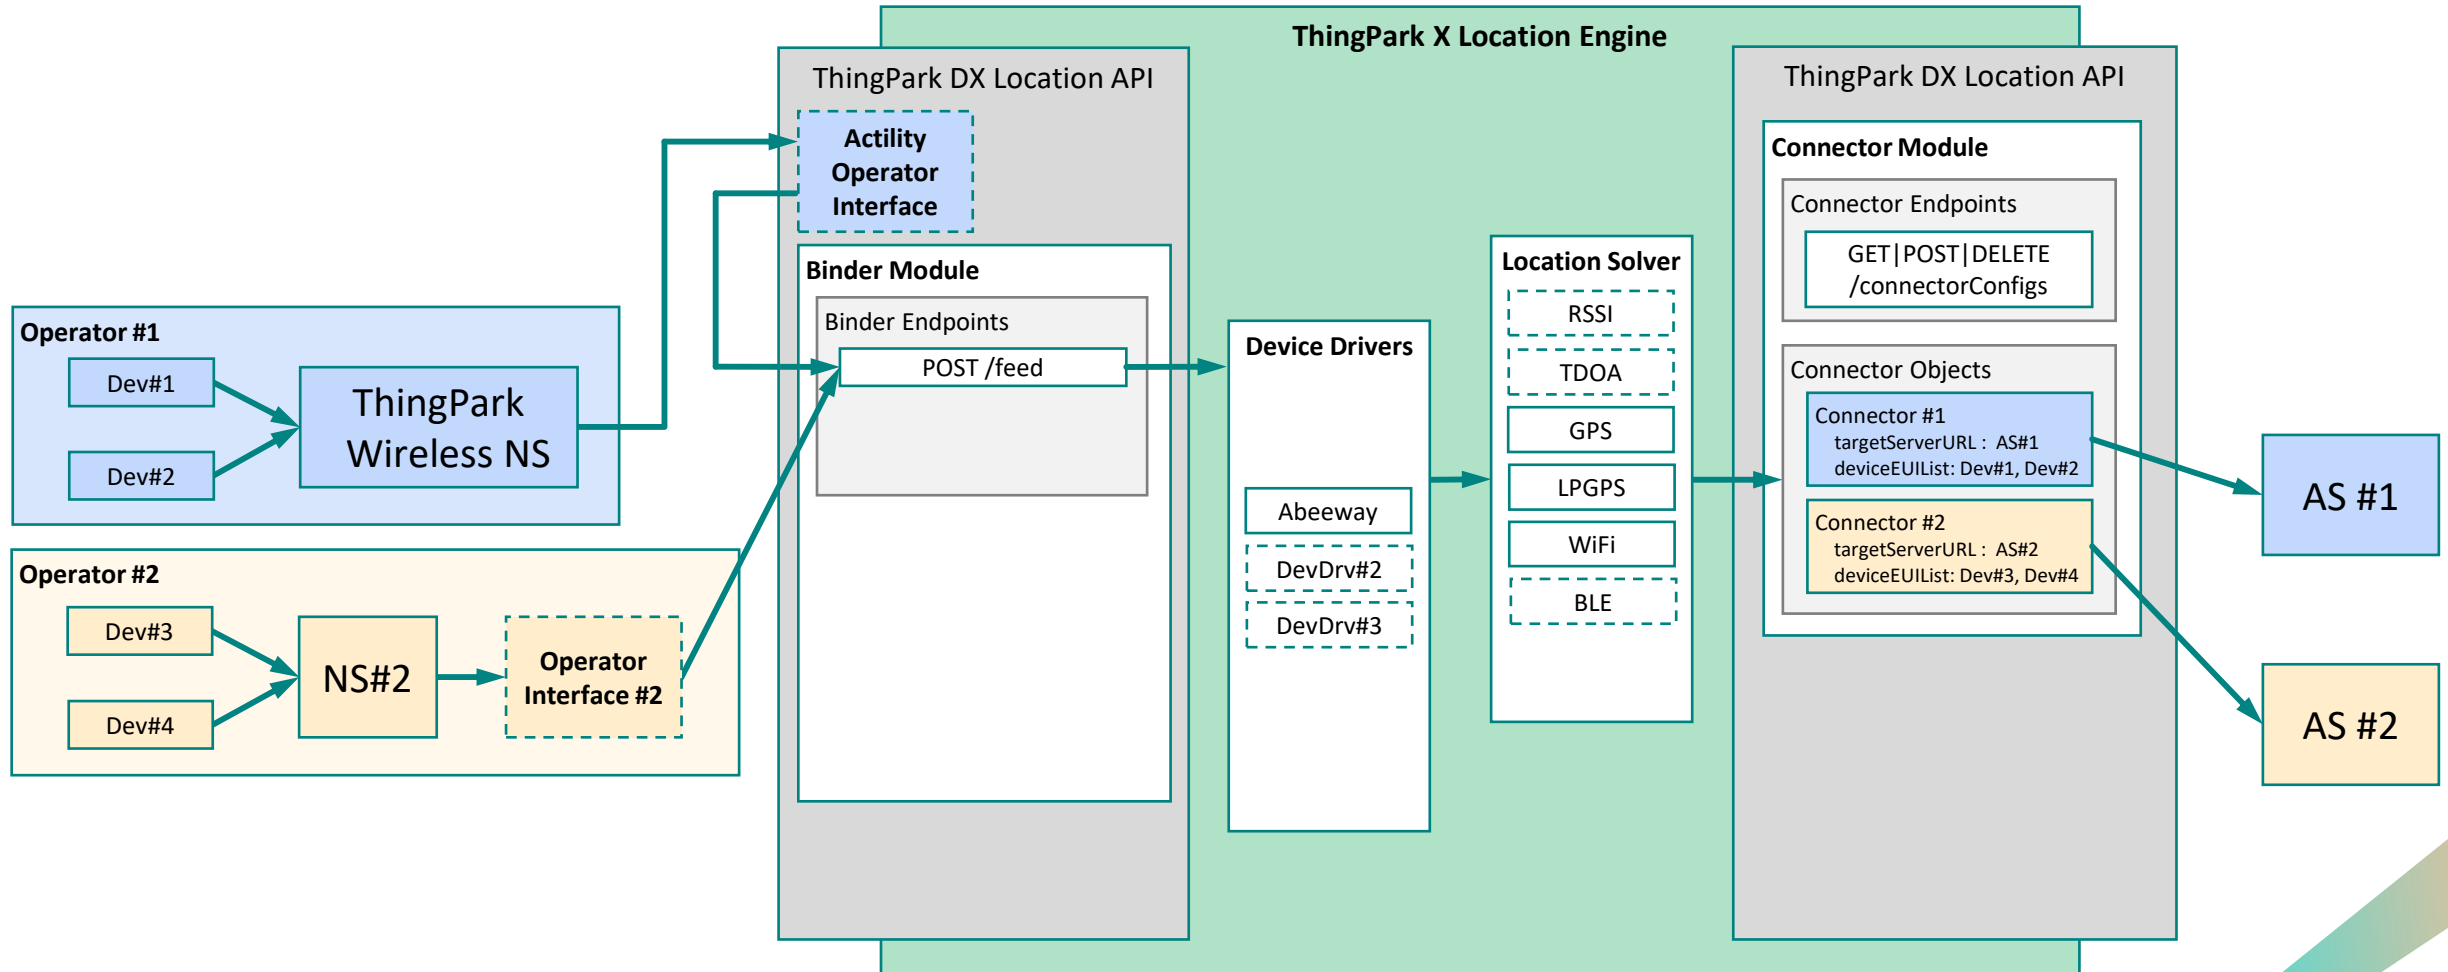 ThingPark X Location Engine
ThingPark DX Location API
Actility
Operator
Interface
Binder Module
Binder Endpoints
POST /feed
Operator #1
Dev#1
Dev#2
ThingPark
Wireless NS
Operator #2
Dev#3
Dev#4
NS#2
Operator
Interface #2
Device Drivers
Abeeway
DevDrv#2
DevDrv#3
Location Solver
RSSI
TDOA
GPS
LPGPS
WiFi
BLE
ThingPark DX Location API
Connector Module
Connector Endpoints
GET|POST|DELETE
/connectorConfigs
Connector Objects
Connector #1
targetServerURL : AS#1
deviceEUIList: Dev#1, Dev#2
Connector #2
targetServerURL : AS#2
deviceEUIList: Dev#3, Dev#4
AS #1
AS #2